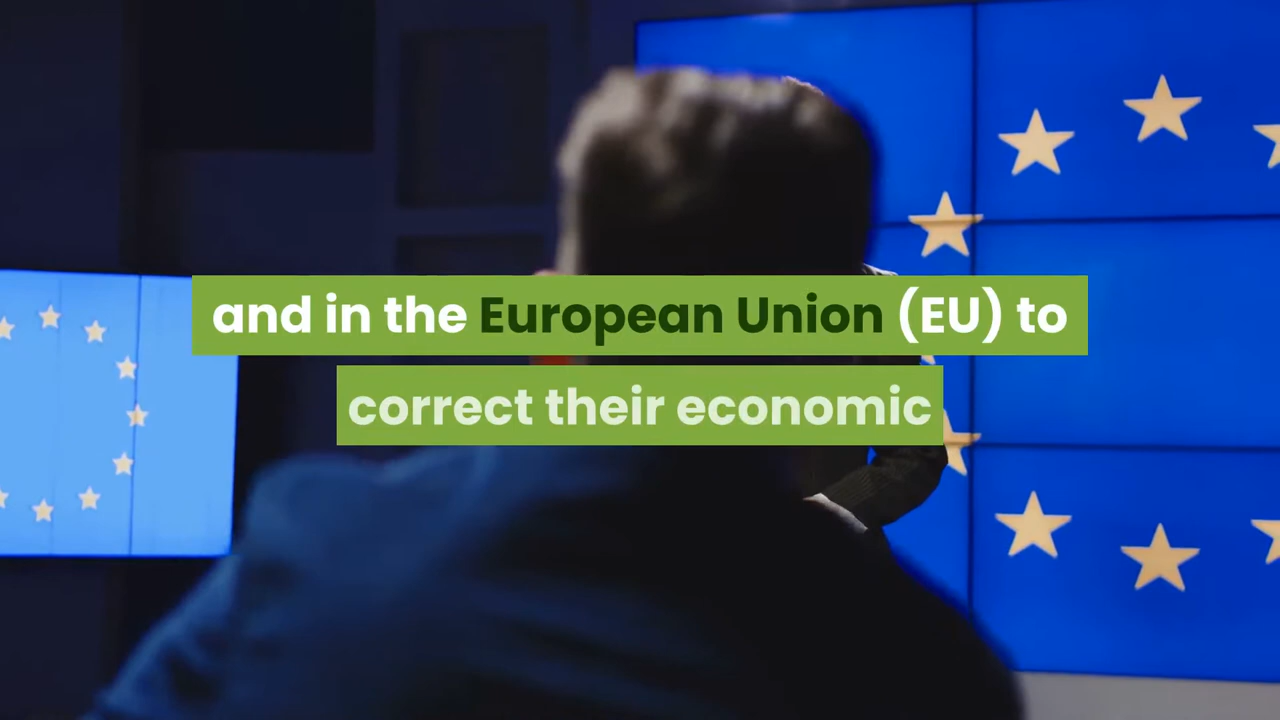 and in the European Union (EU) to
correct their economic